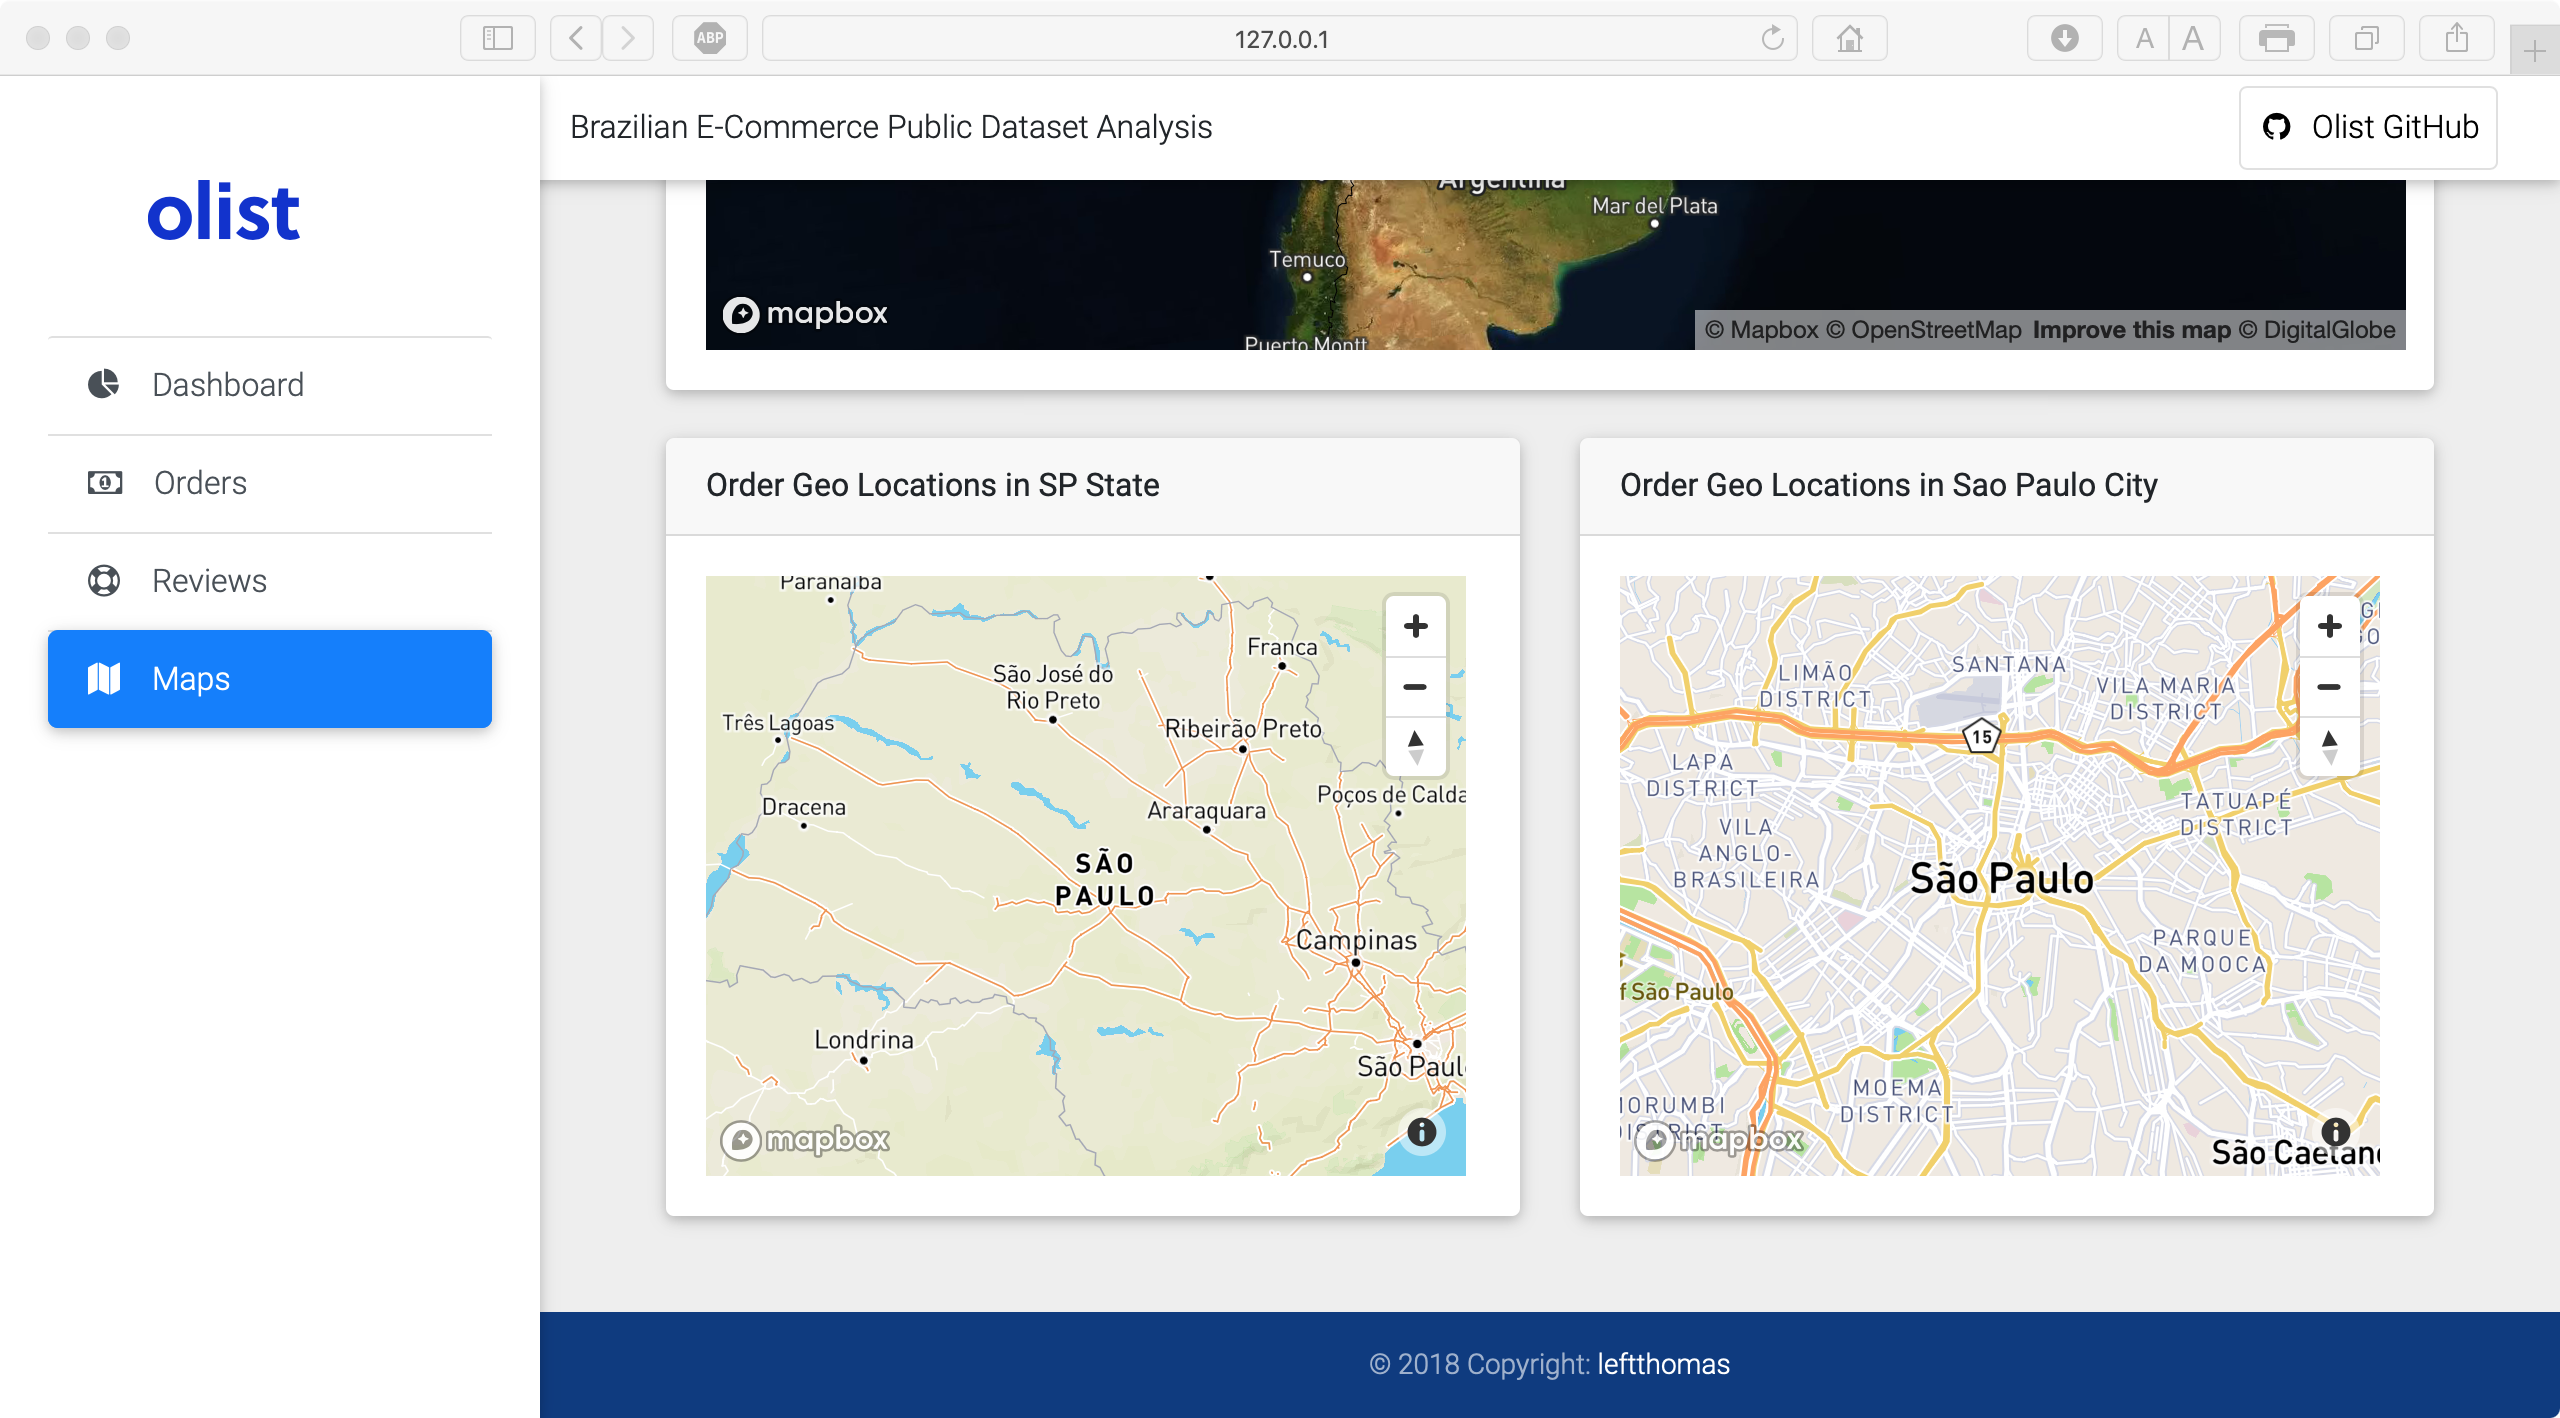 ABP
127.0.0.1
A A
olist
Brazilian E-Commerce Public Dataset Analysis
Olist GitHub
Dashboard
Orders
Reviews
Maps
Argentina
Mar del Plata
Temuco
Puerto Montt
mapbox
© Mapbox © OpenStreetMap Improve this map © DigitalGlobe
Order Geo Locations in SP State
Paranaíba
Franca
São José do
Rio Preto
Três Lagoas
Ribeirão Preto
Poços de Calda
Dracena
Araraquara
SÃO
PAULO
Campinas
Londrina
São Paul
mapbox
Order Geo Locations in Sao Paulo City
SANTANA
LIMÃO
DISTRICT
VILA MARIA
DISTRICT
15
LAPA
DISTRICT
TATUAPÉ
DISTRICT
VILA
ANGLO-
BRASILEIRA
São Paulo
PARQUE
DA MOOCA
f São Paulo
MOEMA
DISTRICT
MORUMBI
DISTRICT
mapbox
São Caetano
© 2018 Copyright: leftthomas